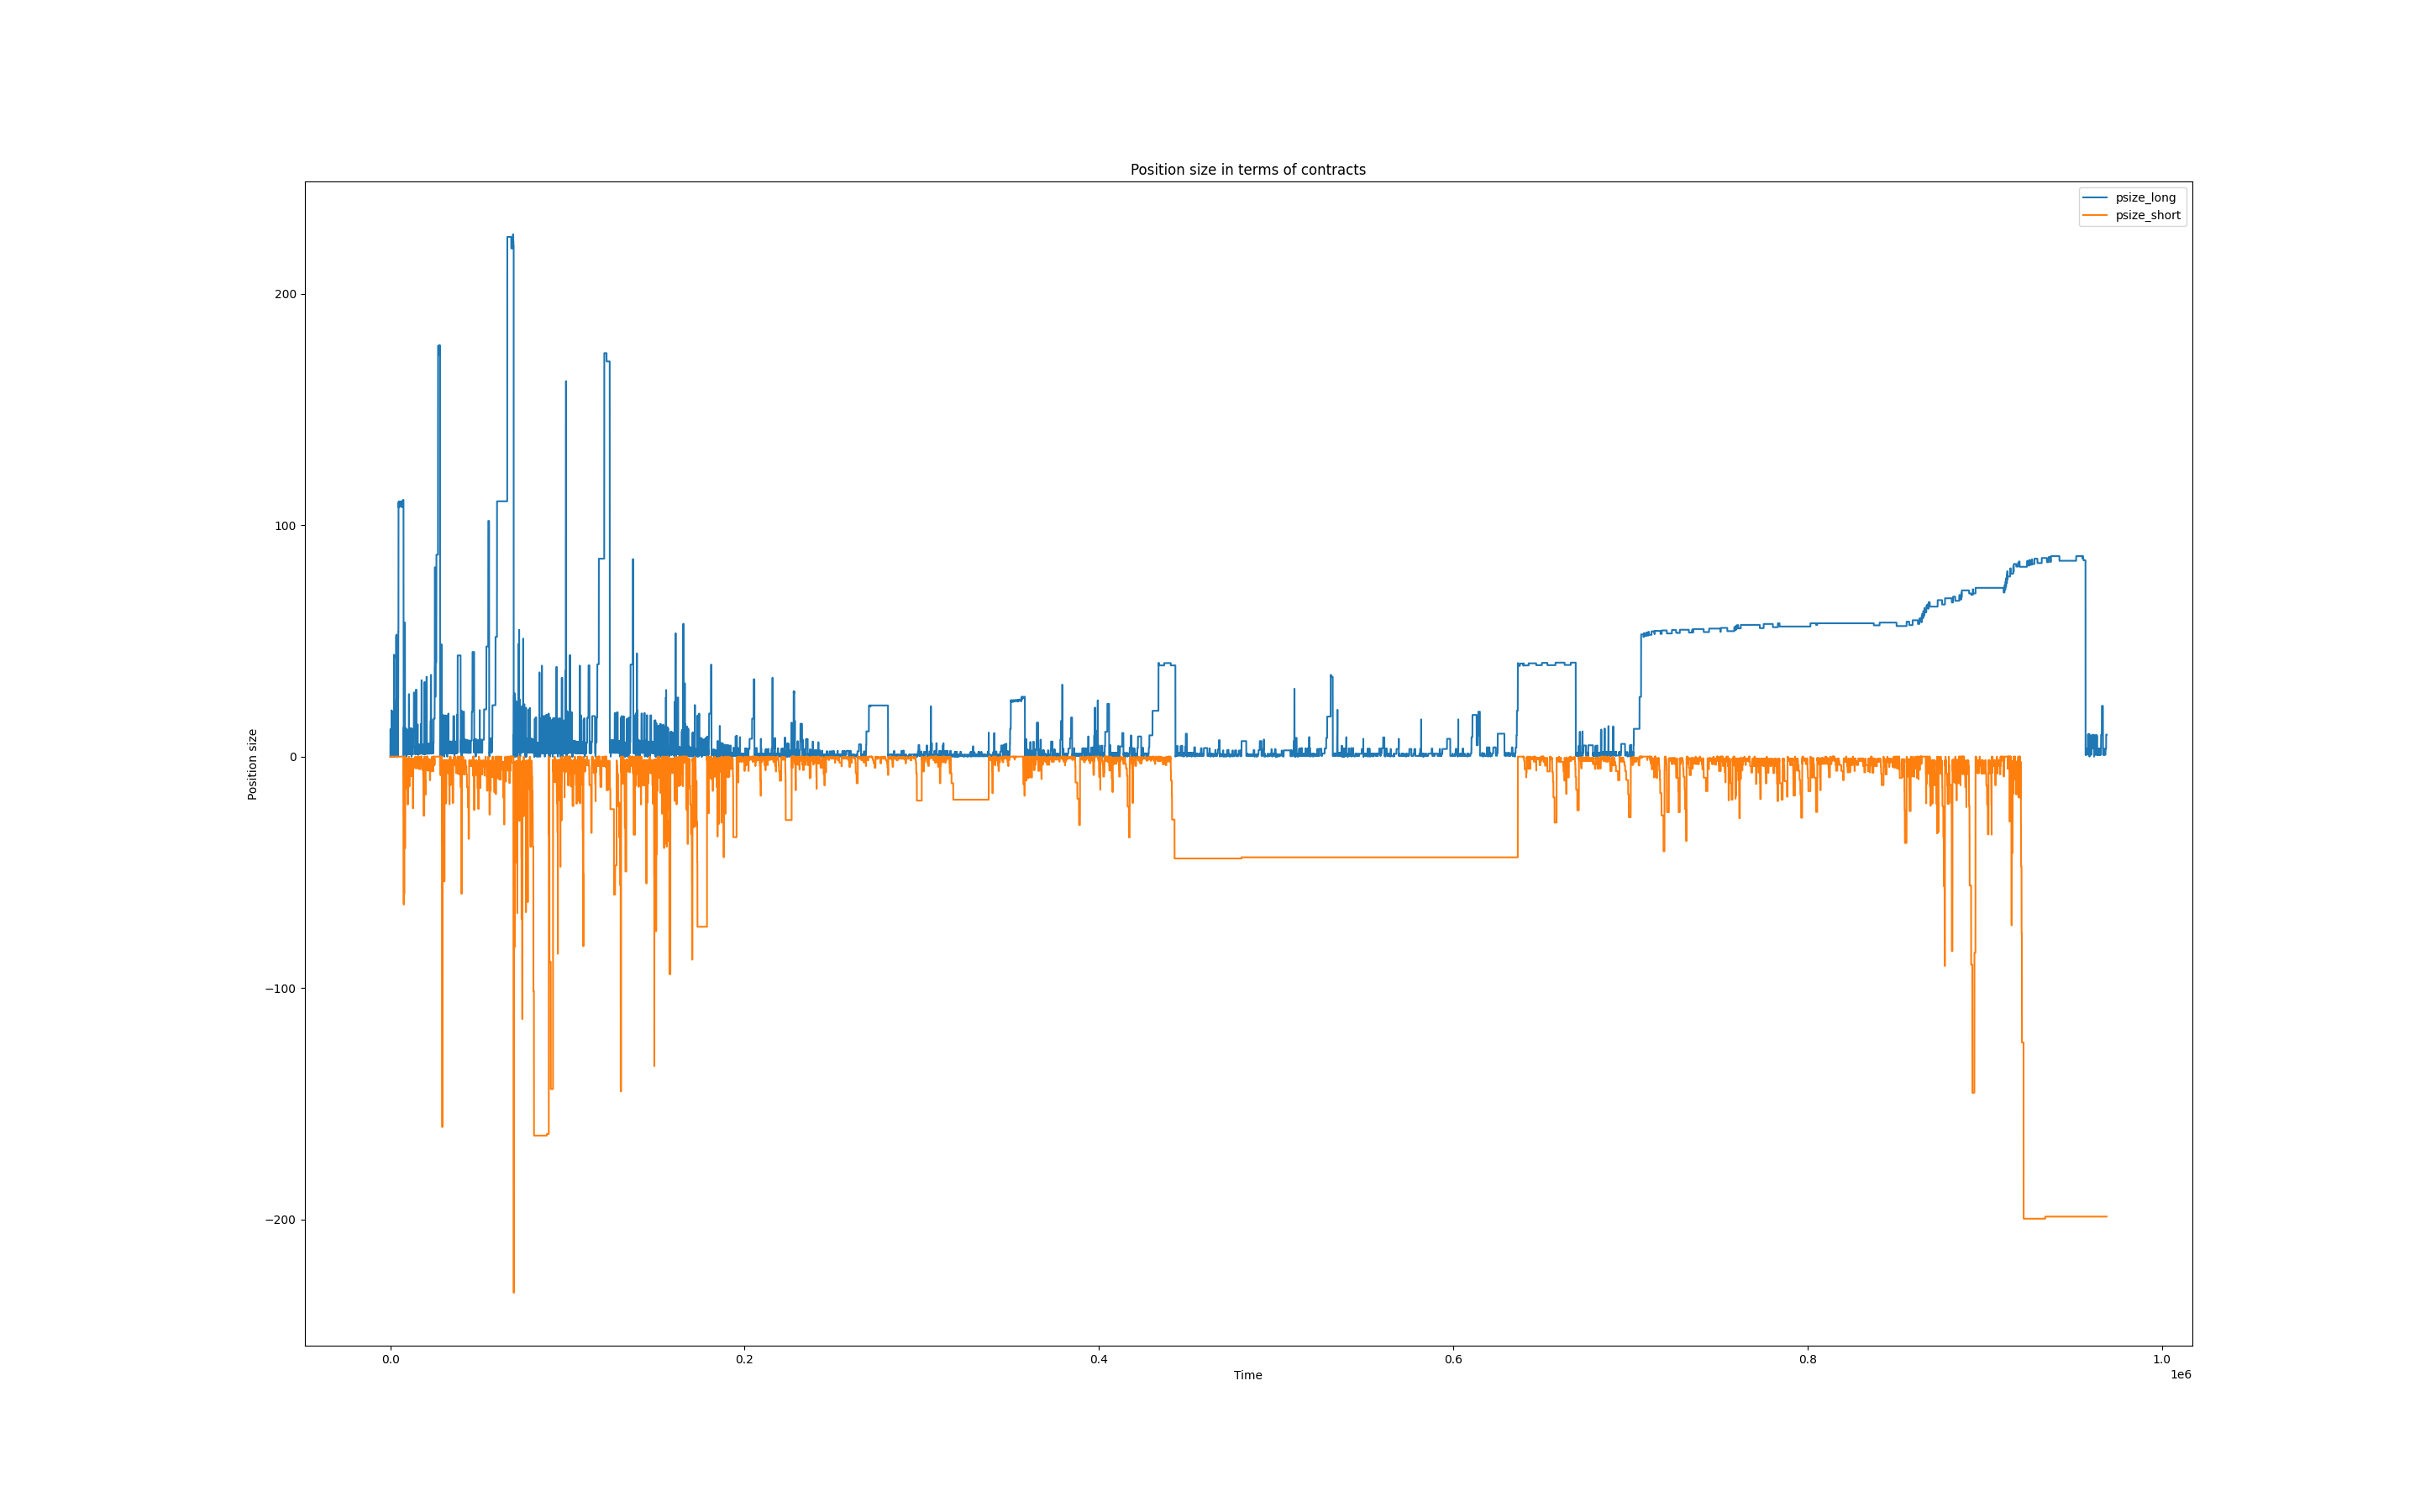 Position size in terms of contracts
psize_long
psize_short
200
100
0
−100
−200
Position size
0.0
0.2
0.4
0.6
0.8
1.0
Time
1e6